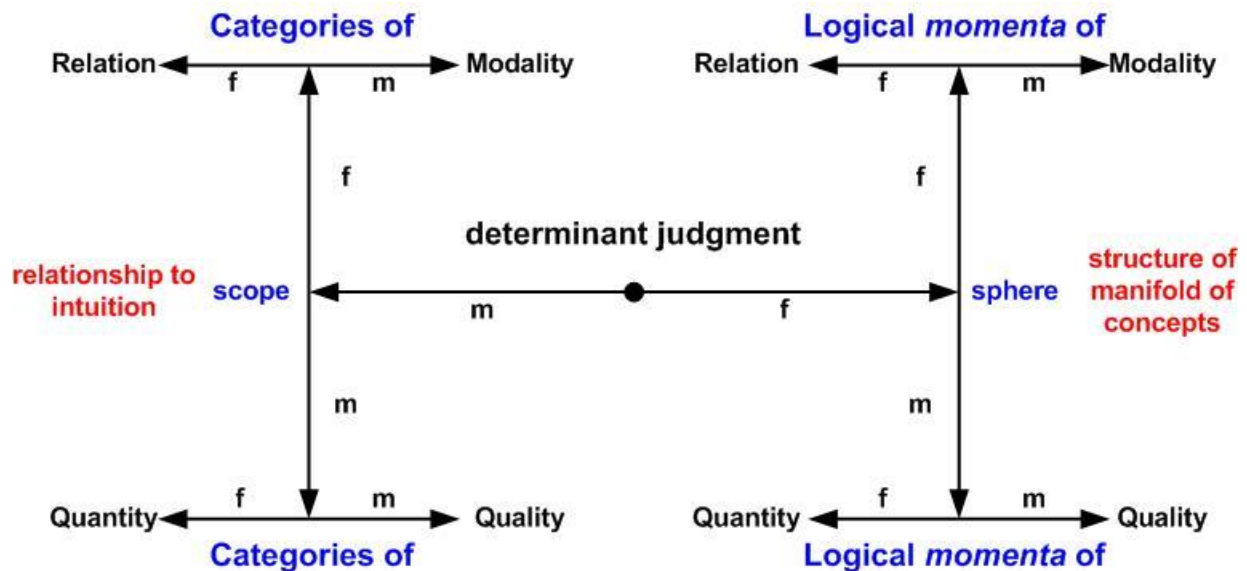 Categories of
Logical momenta of
Relation
Modality
Relation
Modality
f
m
f
m
f
f
determinant judgment
relationship to
intuition
scope
sphere
structure of
manifold of
concepts
m
f
m
m
f
m
f
m
Quantity
Quality
Quantity
Quality
Categories of
Logical momenta of